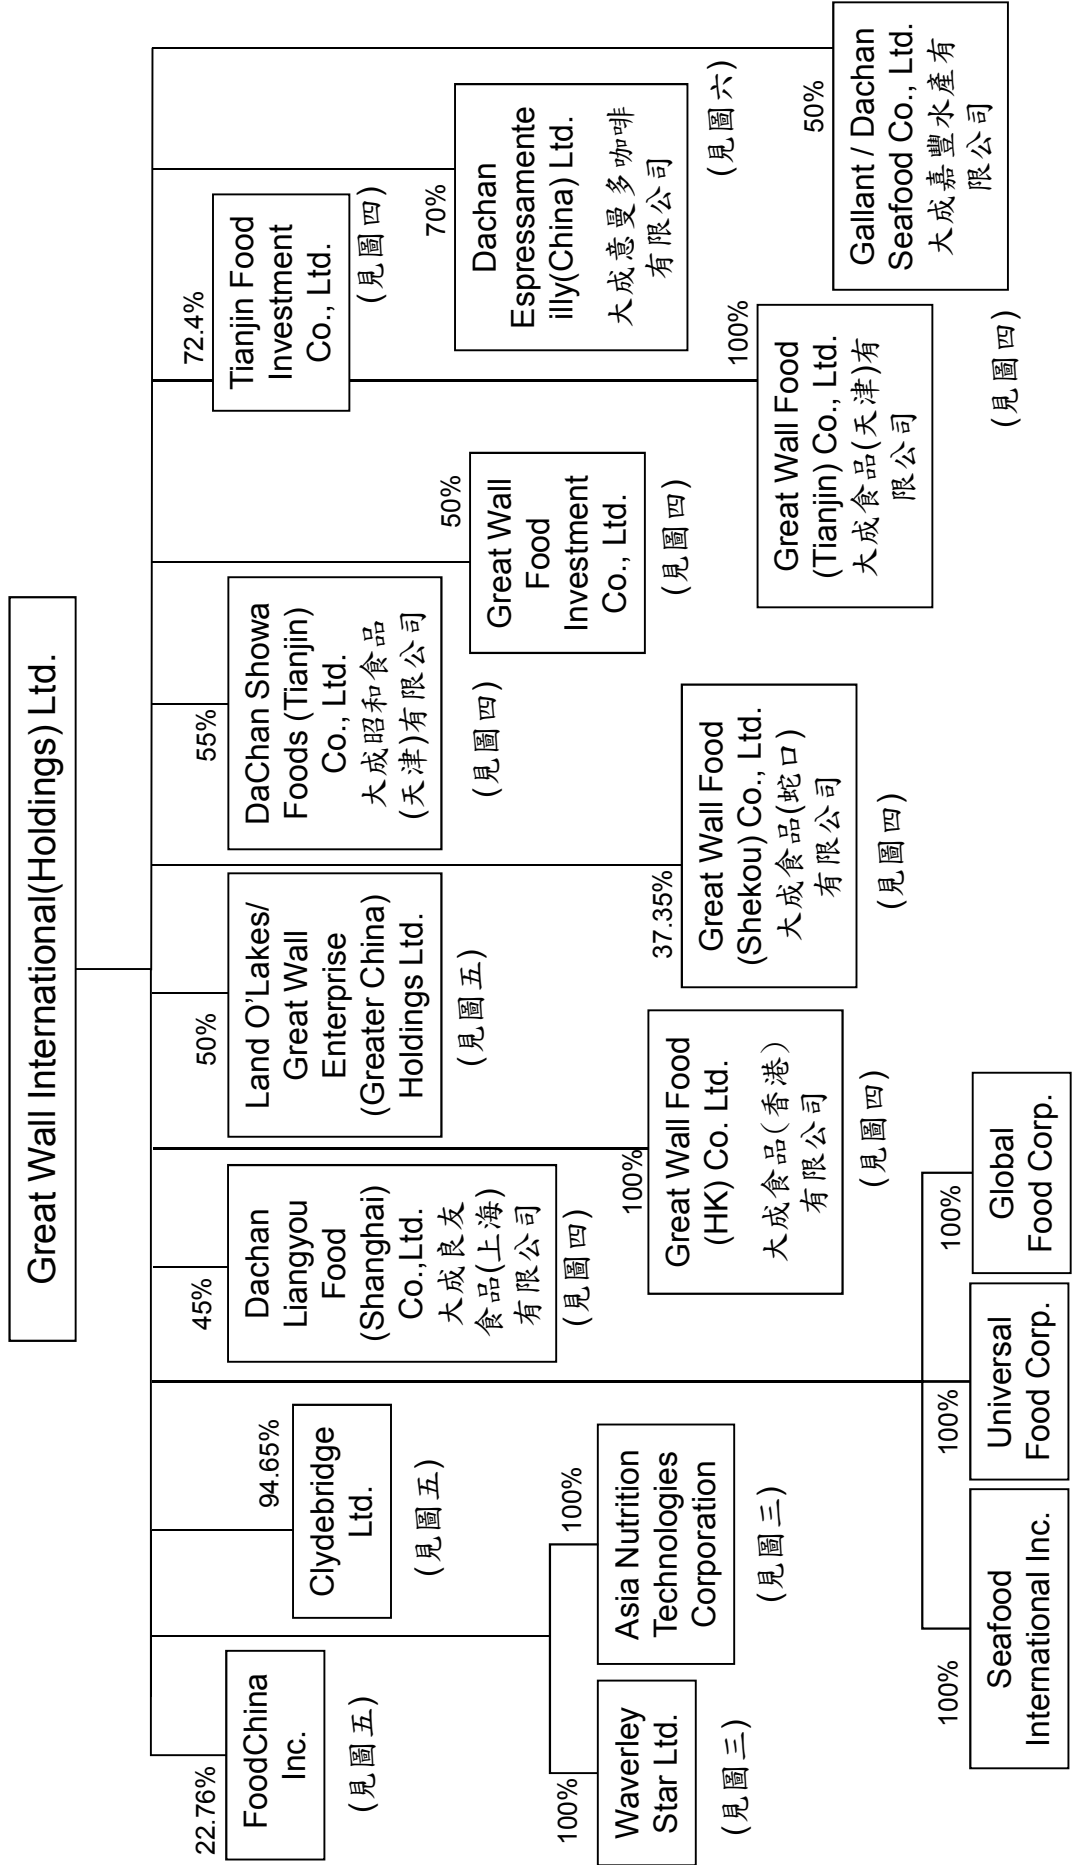 Great Wall International(Holdings) Ltd.
22.76%
FoodChina
Inc.
(見圖五)
94.65%
Clydebridge
Ltd.
(見圖五)
45%
Dachan
Liangyou
Food
(Shanghai)
Co.,Ltd.
大成良友
食品(上海)
有限公司
(見圖四)
50%
Land O'Lakes/
Great Wall
Enterprise
(Greater China)
Holdings Ltd.
(見圖五)
55%
DaChan Showa
Foods (Tianjin)
Co., Ltd.
大成昭和食品
(天津)有限公司
(見圖四)
50%
Great Wall
Food
Investment
Co., Ltd.
(見圖四)
72.4%
Tianjin Food
Investment
Co., Ltd.
(見圖四)
70%
Dachan
Espressamente
illy(China) Ltd.
大成意曼多咖啡
有限公司
(見圖六)
100%
Waverley
Star Ltd.
(見圖三)
100%
Asia Nutrition
Technologies
Corporation
(見圖三)
100%
Great Wall Food
(HK) Co. Ltd.
大成食品(香港)
有限公司
(見圖四)
37.35%
Great Wall Food
(Shekou) Co., Ltd.
大成食品(蛇口)
有限公司
(見圖四)
100%
Great Wall Food
(Tianjin) Co., Ltd.
大成食品(天津)有
限公司
(見圖四)
50%
Gallant / Dachan
Seafood Co., Ltd.
大成嘉豐水產有
限公司
100%
Seafood
International Inc.
100%
Universal
Food Corp.
100%
Global
Food Corp.